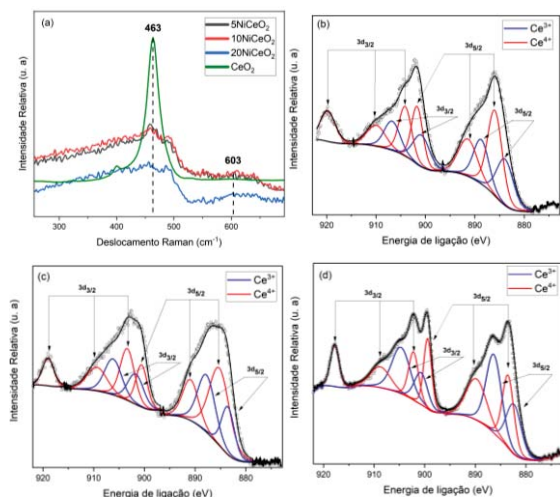 (a)
463
5NiCeO₂
10NiCeO₂
20NiCeO₂
CeO₂
603
Intensidade Relativa (u. a)
300
400
500
600
Deslocamento Raman (cm⁻¹)
(b)
Ce³⁺
Ce⁴⁺
3d₃/₂
3d₅/₂
3d₃/₂
3d₅/₂
Intensidade Relativa (u. a)
920
910
900
890
880
Energia de ligação (eV)
(c)
Ce³⁺
Ce⁴⁺
3d₃/₂
3d₅/₂
3d₃/₂
3d₅/₂
Intensidade Relativa (u. a)
920
910
900
890
880
Energia de ligação (eV)
(d)
Ce³⁺
Ce⁴⁺
3d₃/₂
3d₅/₂
3d₃/₂
3d₅/₂
Intensidade Relativa (u. a)
920
910
900
890
880
Energia de ligação (eV)